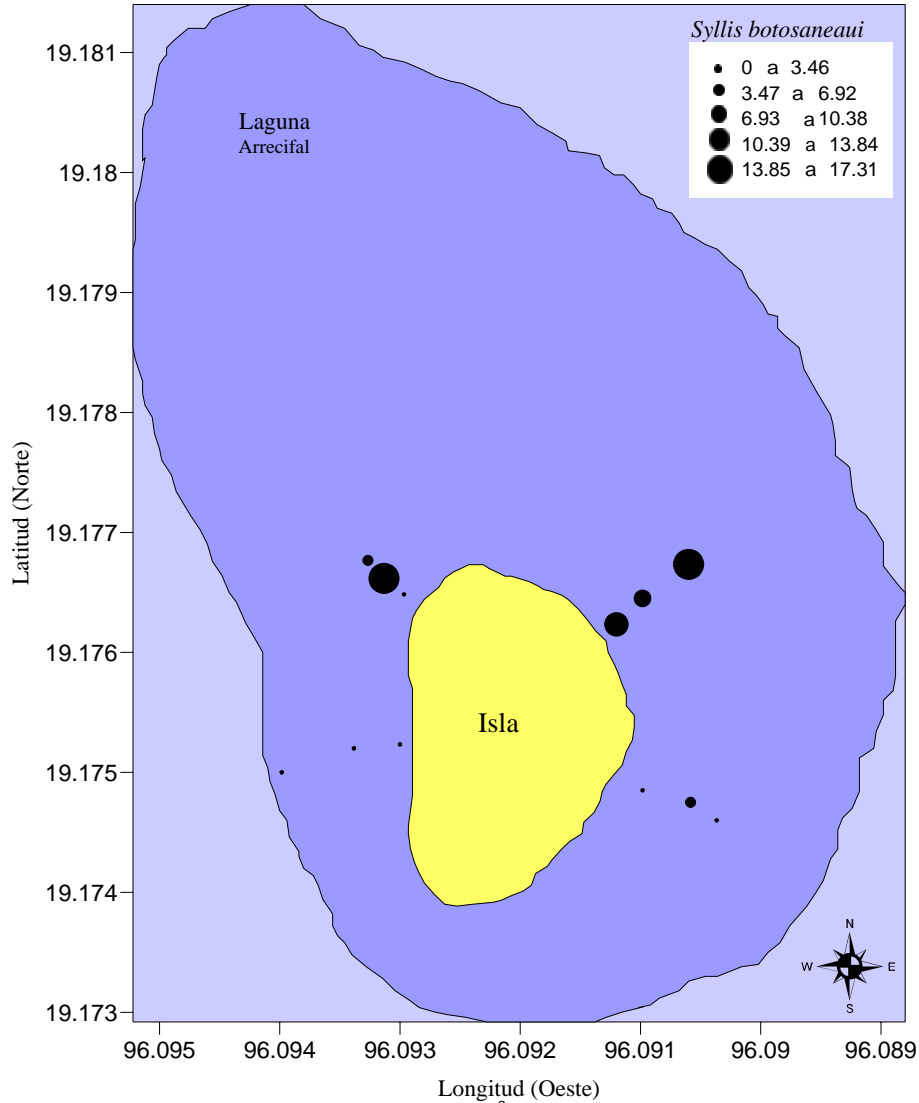 Syllis botosaneaui
0 a 3.46
3.47 a 6.92
6.93 a 10.38
10.39 a 13.84
13.85 a 17.31
Laguna
Arrecifal
Isla
Latitud (Norte)
19.181
19.18
19.179
19.178
19.177
19.176
19.175
19.174
19.173
N
W E
S
96.095 96.094 96.093 96.092 96.091 96.09 96.089
Longitud (Oeste)